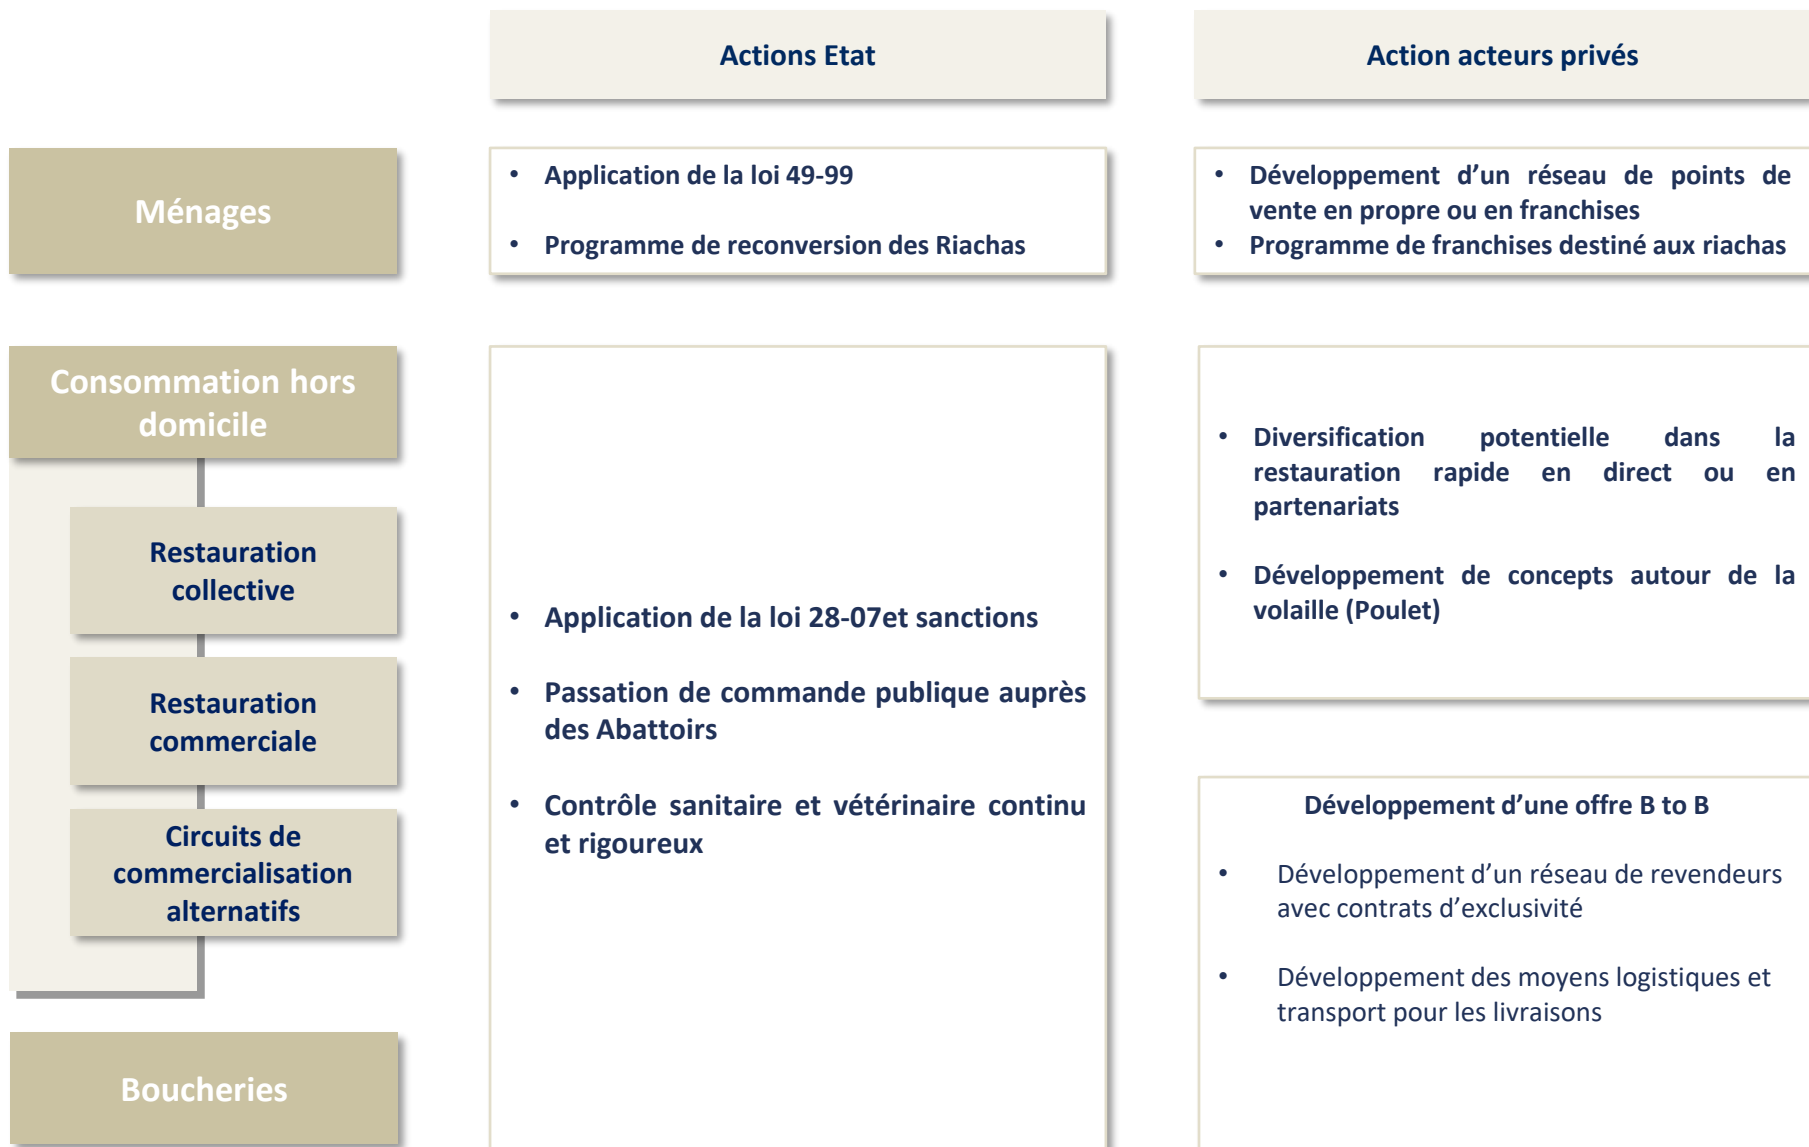 Actions Etat
Action acteurs privés
Ménages
• Application de la loi 49-99
• Programme de reconversion des Riachas
• Développement d’un réseau de points de
vente en propre ou en franchises
• Programme de franchises destiné aux riachas
Consommation hors
domicile
Restauration
collective
Restauration
commerciale
Circuits de
commercialisation
alternatifs
Boucheries
• Application de la loi 28-07et sanctions
• Passation de commande publique auprès
des Abattoirs
• Contrôle sanitaire et vétérinaire continu
et rigoureux
• Diversification potentielle dans la
restauration rapide en direct ou en
partenariats
• Développement de concepts autour de la
volaille (Poulet)
Développement d’une offre B to B
• Développement d’un réseau de revendeurs
avec contrats d’exclusivité
• Développement des moyens logistiques et
transport pour les livraisons